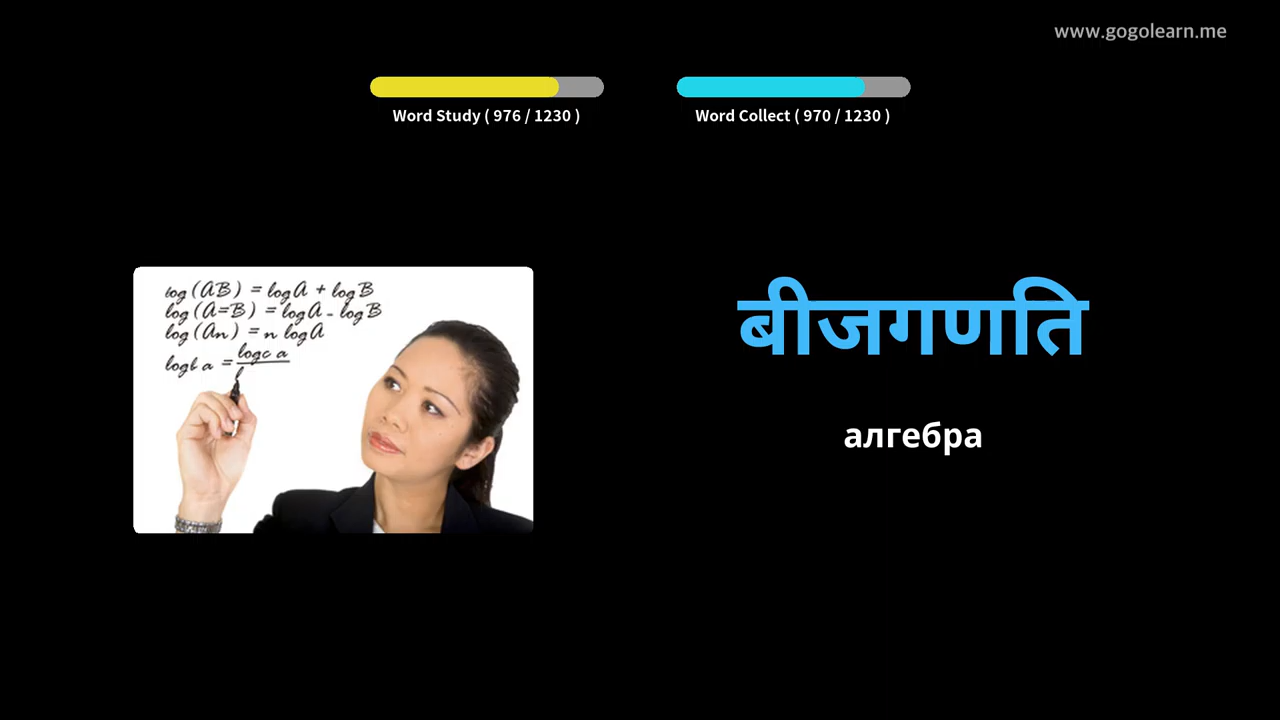 www.gogolearn.me
Word Study ( 976 / 1230 )
Word Collect ( 970 / 1230 )
log (AB) = logA + logB
log (A=B) = logA - logB
log (An) = n logA
logb a = logc a
बीजगणति
алгебра